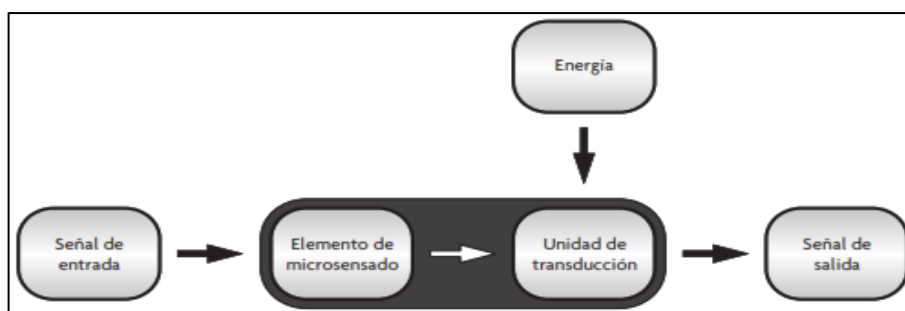 Energía
Señal de
entrada
Elemento de
microsensado
Unidad de
transducción
Señal de
salida